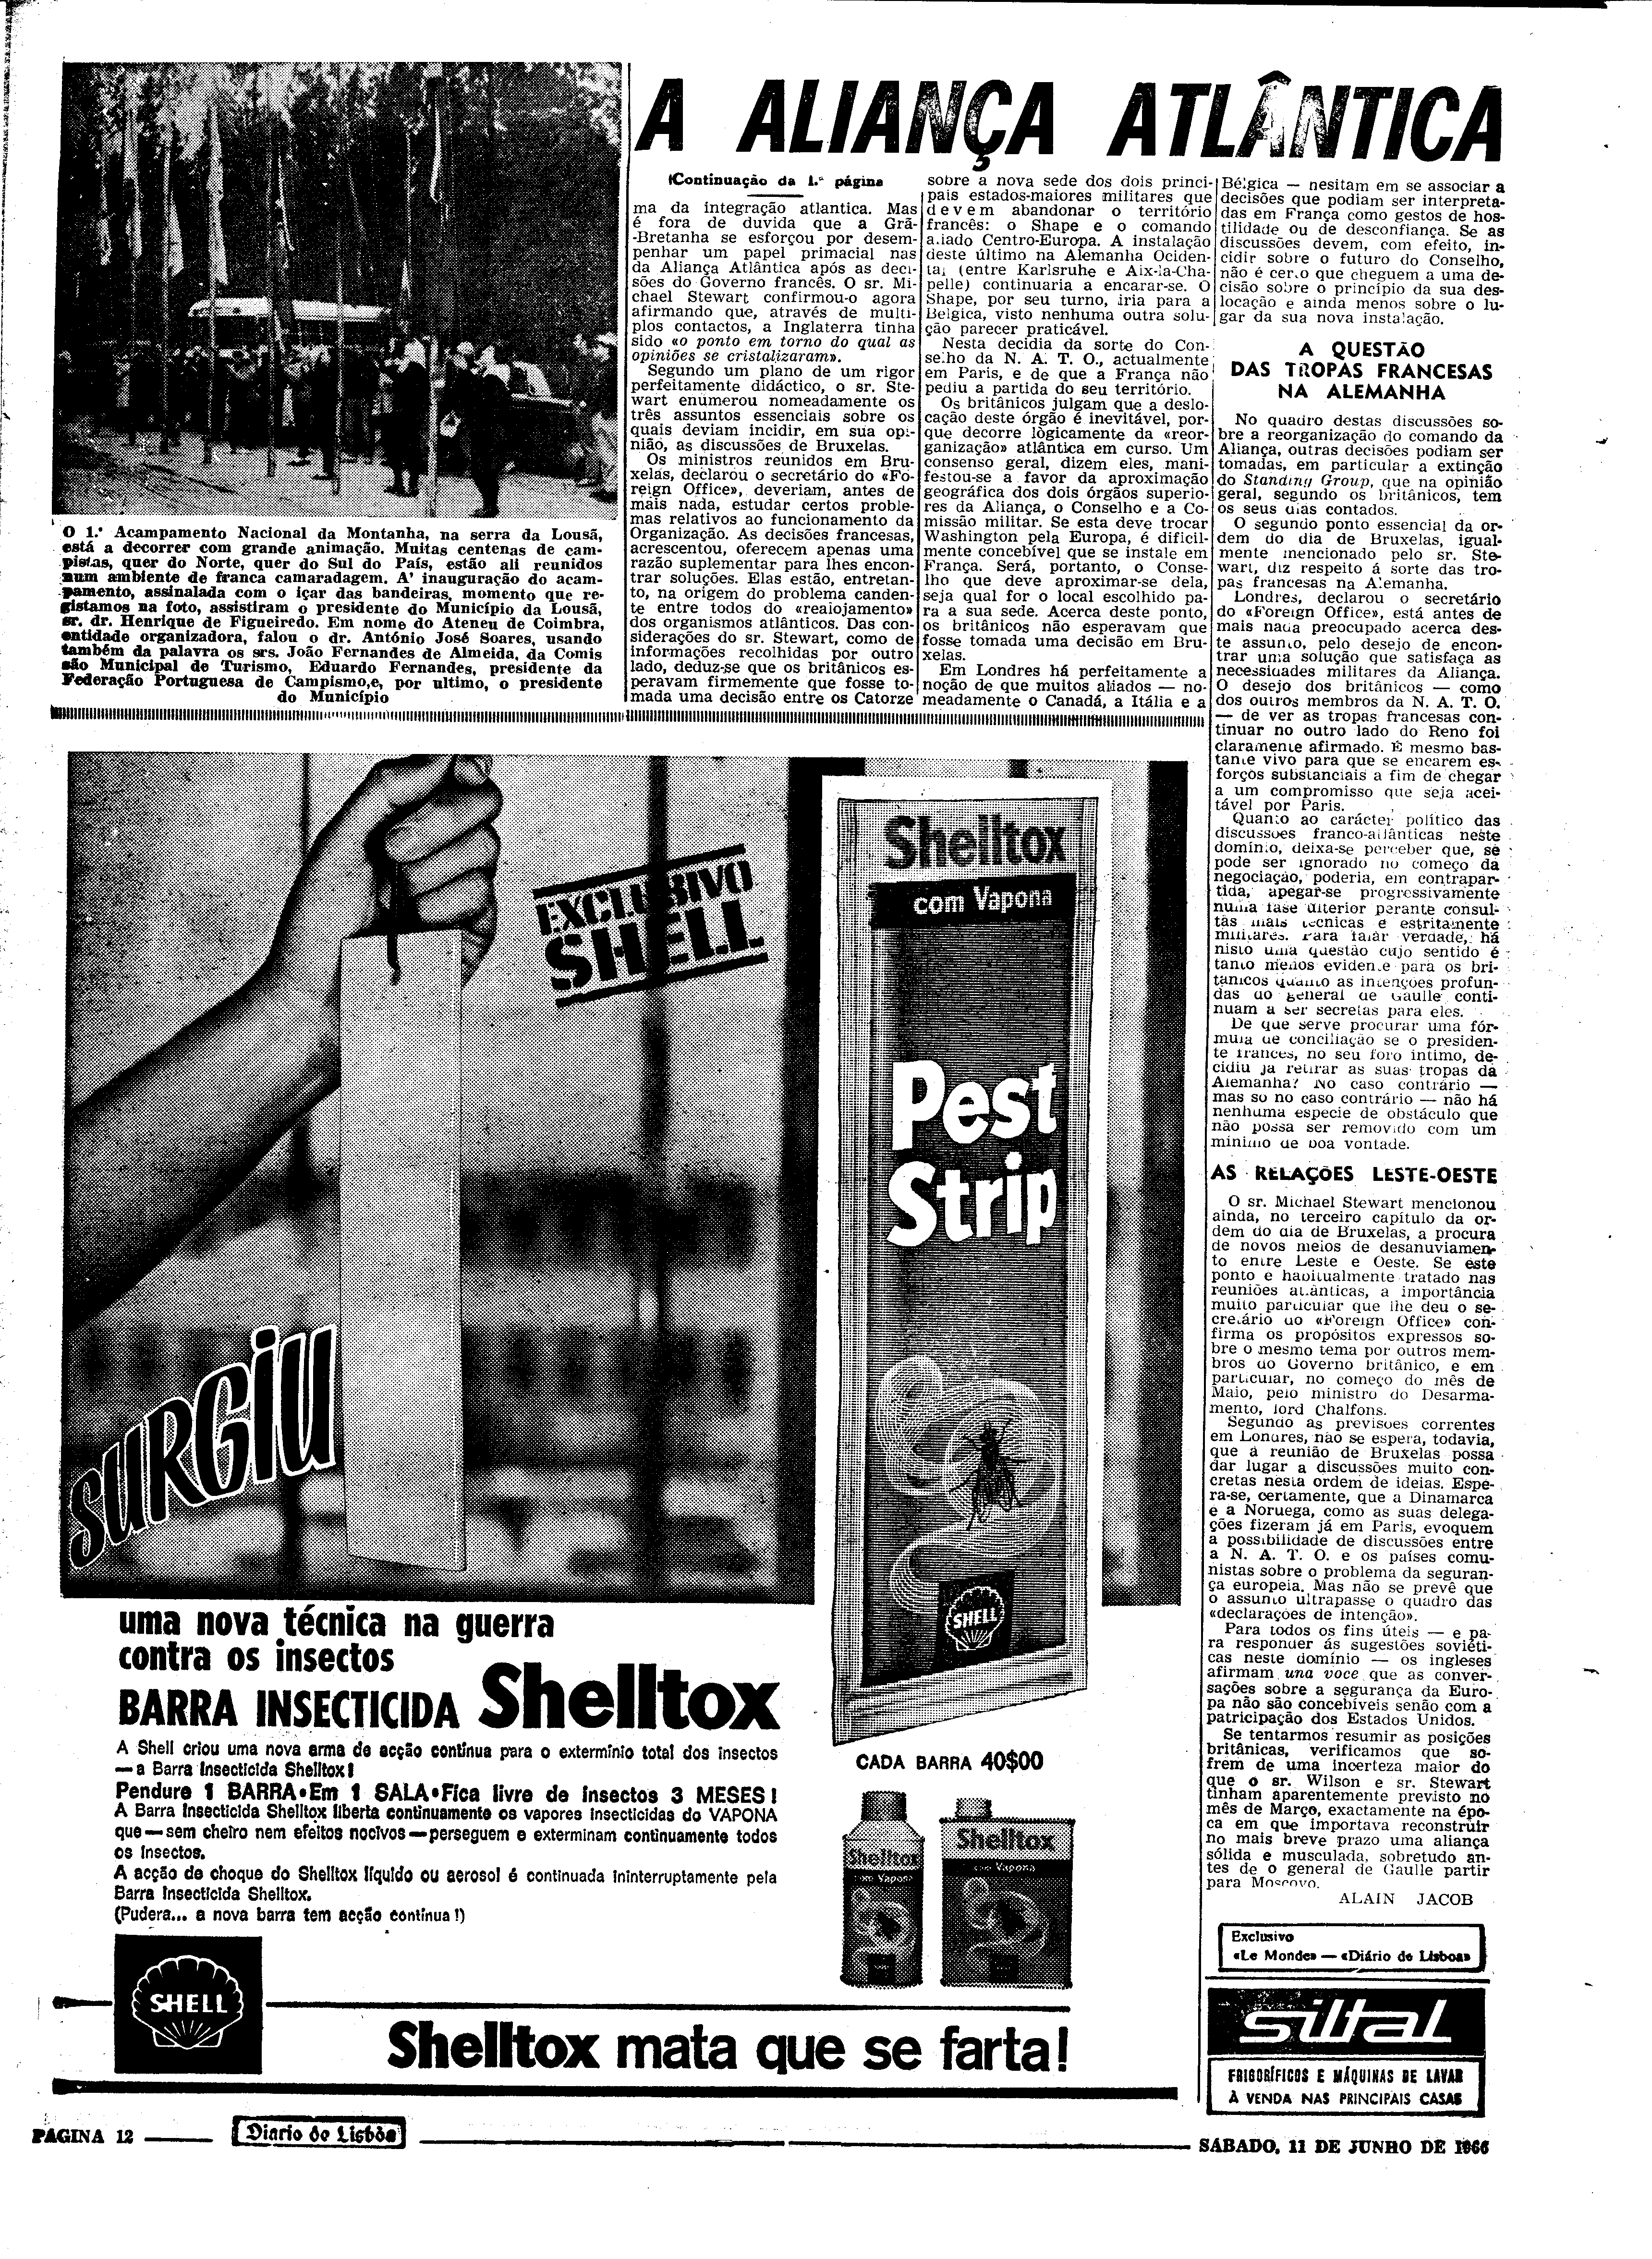 A ALIANÇA ATLÂNTICA
(Continuação da 1.ª página
ma da integração atlantica. Mas
é fora de duvida que a Grã-
-Bretanha se esforçou por desem-
penhar um papel primacial nas
da Aliança Atlântica após as deci-
sões do Governo francês. O sr. Mi-
chael Stewart confirmou-o agora
afirmando que, através de multi-
plos contactos, a Inglaterra tinha
sido «o ponto em torno do qual as
opiniões se cristalizaram».
Segundo um plano de um rigor
perfeitamente didáctico, o sr. Ste-
wart enumerou nomeadamente os
três assuntos essenciais sobre os
quais deviam incidir, em sua opi-
nião, as discussões de Bruxelas.
Os ministros reunidos em Bru-
xelas, declarou o secretário do «Fo-
reign Office», deveriam, antes de
mais nada, estudar certos proble-
mas relativos ao funcionamento da
Organização. As decisões francesas,
acrescentou, oferecem apenas uma
razão suplementar para lhes encon-
trar soluções. Elas estão, entretan-
to, na origem do problema canden-
te entre todos do «realojamento»
dos organismos atlânticos. Das con-
siderações do sr. Stewart, como de
informações recolhidas por outro
lado, deduz-se que os britânicos es-
peravam firmemente que fosse to-
mada uma decisão entre os Catorze
sobre a nova sede dos dois princi-
pais estados-maiores militares que
devem abandonar o território
francês: o Shape e o comando
aliado Centro-Europa. A instalação
deste último na Alemanha Ociden-
tal (entre Karlsruhe e Aix-la-Cha-
pelle) continuaria a encarar-se. O
Shape, por seu turno, iria para a
Belgica, visto nenhuma outra solu-
ção parecer praticável.
Nesta decidia da sorte do Con-
selho da N. A. T. O., actualmente
em Paris, e de que a França não
pediu a partida do seu território.
Os britânicos julgam que a deslo-
cação deste órgão é inevitável, por-
que decorre lògicamente da «reor-
ganização» atlântica em curso. Um
consenso geral, dizem eles, mani-
festou-se a favor da aproximação
geográfica dos dois órgãos superio-
res da Aliança, o Conselho e a Co-
missão militar. Se esta deve trocar
Washington pela Europa, é dificil-
mente concebível que se instale em
França. Será, portanto, o Conse-
lho que deve aproximar-se dela,
seja qual for o local escolhido pa-
ra a sua sede. Acerca deste ponto,
os britânicos não esperavam que
fosse tomada uma decisão em Bru-
xelas.
Em Londres há perfeitamente a
noção de que muitos aliados — no-
meadamente o Canadá, a Itália e a
Bélgica — nesitam em se associar a
decisões que podiam ser interpreta-
das em França como gestos de hos-
tilidade ou de desconfiança. Se as
discussões devem, com efeito, in-
cidir sobre o futuro do Conselho,
não é certo que cheguem a uma de-
cisão sobre o princípio da sua des-
locação e ainda menos sobre o lu-
gar da sua nova instalação.
A QUESTÃO
DAS TROPAS FRANCESAS
NA ALEMANHA
No quadro destas discussões so-
bre a reorganização do comando da
Aliança, outras decisões podiam ser
tomadas, em particular a extinção
do Standing Group, que na opinião
geral, segundo os britânicos, tem
os seus dias contados.
O segundo ponto essencial da or-
dem do dia de Bruxelas, igual-
mente mencionado pelo sr. Ste-
wart, diz respeito á sorte das tro-
pas francesas na Alemanha.
Londres, declarou o secretário
do «Foreign Office», está antes de
mais nada preocupado acerca des-
te assunto, pelo desejo de encon-
trar uma solução que satisfaça as
necessidades militares da Aliança.
O desejo dos britânicos — como
dos outros membros da N. A. T. O.
— de ver as tropas francesas con-
tinuar no outro lado do Reno foi
claramente afirmado. É mesmo bas-
tante vivo para que se encarem es-
forços substanciais a fim de chegar
a um compromisso que seja acei-
tável por Paris.
Quanto ao carácter político das
discussões franco-atlânticas neste
domínio, deixa-se perceber que, se
pode ser ignorado no começo da
negociação, poderia, em contrapar-
tida, apegar-se progressivamente
numa fase ulterior perante consul-
tas mais técnicas e estritamente
militares. Para falar verdade, há
nisto uma questão cujo sentido é
tanto menos evidente para os bri-
tânicos quanto as intenções profun-
das do general de Gaulle conti-
nuam a ser secretas para eles.
De que serve procurar uma fór-
mula de conciliação se o presiden-
te francês, no seu foro intimo, de-
cidiu já retirar as suas tropas da
Alemanha? No caso contrário —
mas so no caso contrário — não há
nenhuma especie de obstáculo que
não possa ser removido com um
minimo de boa vontade.
AS RELAÇÕES LESTE-OESTE
O sr. Michael Stewart mencionou
ainda, no terceiro capítulo da or-
dem do dia de Bruxelas, a procura
de novos meios de desanuviamen-
to entre Leste e Oeste. Se este
ponto e habitualmente tratado nas
reuniões atlânticas, a importância
muito particular que lhe deu o se-
cretário do «Foreign Office» con-
firma os propósitos expressos so-
bre o mesmo tema por outros mem-
bros do Governo britânico, e em
particular, no começo do mês de
Maio, pelo ministro do Desarma-
mento, lord Chalfons.
Segundo as previsoes correntes
em Londres, não se espera, todavia,
que a reunião de Bruxelas possa
dar lugar a discussões muito con-
cretas nesta ordem de ideias. Espe-
ra-se, certamente, que a Dinamarca
e a Noruega, como as suas delega-
ções fizeram já em Paris, evoquem
a possibilidade de discussões entre
a N. A. T. O. e os países comu-
nistas sobre o problema da seguran-
ça europeia. Mas não se prevê que
o assunto ultrapasse o quadro das
«declarações de intenção».
Para todos os fins úteis — e pa-
ra responder ás sugestões soviéti-
cas neste domínio — os ingleses
afirmam una voce que as conver-
sações sobre a segurança da Euro-
pa não são concebíveis senão com a
patricipação dos Estados Unidos.
Se tentarmos resumir as posições
britânicas, verificamos que so-
frem de uma incerteza maior do
que o sr. Wilson e sr. Stewart
tinham aparentemente previsto no
mês de Março, exactamente na épo-
ca em que importava reconstruir
no mais breve prazo uma aliança
sólida e musculada, sobretudo an-
tes de o general de Gaulle partir
para Moscovo.
ALAIN JACOB
Exclusivo
«Le Monde» — «Diário de Lisboa»
O 1.º Acampamento Nacional da Montanha, na serra da Lousã,
está a decorrer com grande animação. Muitas centenas de cam-
pistas, quer do Norte, quer do Sul do País, estão ali reunidos
num ambiente de franca camaradagem. A' inauguração do acam-
pamento, assinalada com o içar das bandeiras, momento que re-
gistamos na foto, assistiram o presidente do Município da Lousã,
sr. dr. Henrique de Figueiredo. Em nome do Ateneu de Coimbra,
entidade organizadora, falou o dr. António José Soares, usando
também da palavra os srs. João Fernandes de Almeida, da Comis
são Municipal de Turismo, Eduardo Fernandes, presidente da
Federação Portuguesa de Campismo,e, por ultimo, o presidente
do Município
EXCLUSIVO
SHELL
SURGIU
Shelltox
com Vapona
Pest
Strip
SHELL
uma nova técnica na guerra
contra os insectos
BARRA INSECTICIDA Shelltox
A Shell criou uma nova arma de acção contínua para o extermínio total dos insectos
— a Barra Insecticida Shelltox!
Pendure 1 BARRA•Em 1 SALA•Fica livre de insectos 3 MESES!
A Barra Insecticida Shelltox liberta continuamente os vapores insecticidas do VAPONA
que — sem cheiro nem efeitos nocivos — perseguem e exterminam continuamente todos
os insectos.
A acção de choque do Shelltox líquido ou aerosol é continuada ininterruptamente pela
Barra Insecticida Shelltox.
(Pudera... a nova barra tem acção contínua!)
CADA BARRA 40$00
Shelltox
com Vapona
Shelltox
com Vapona
SHELL
Shelltox mata que se farta!
siltal
FRIGORÍFICOS E MÁQUINAS DE LAVAR
À VENDA NAS PRINCIPAIS CASAS
PÁGINA 12
Diario de Lisbôa
SÁBADO, 11 DE JUNHO DE 1966